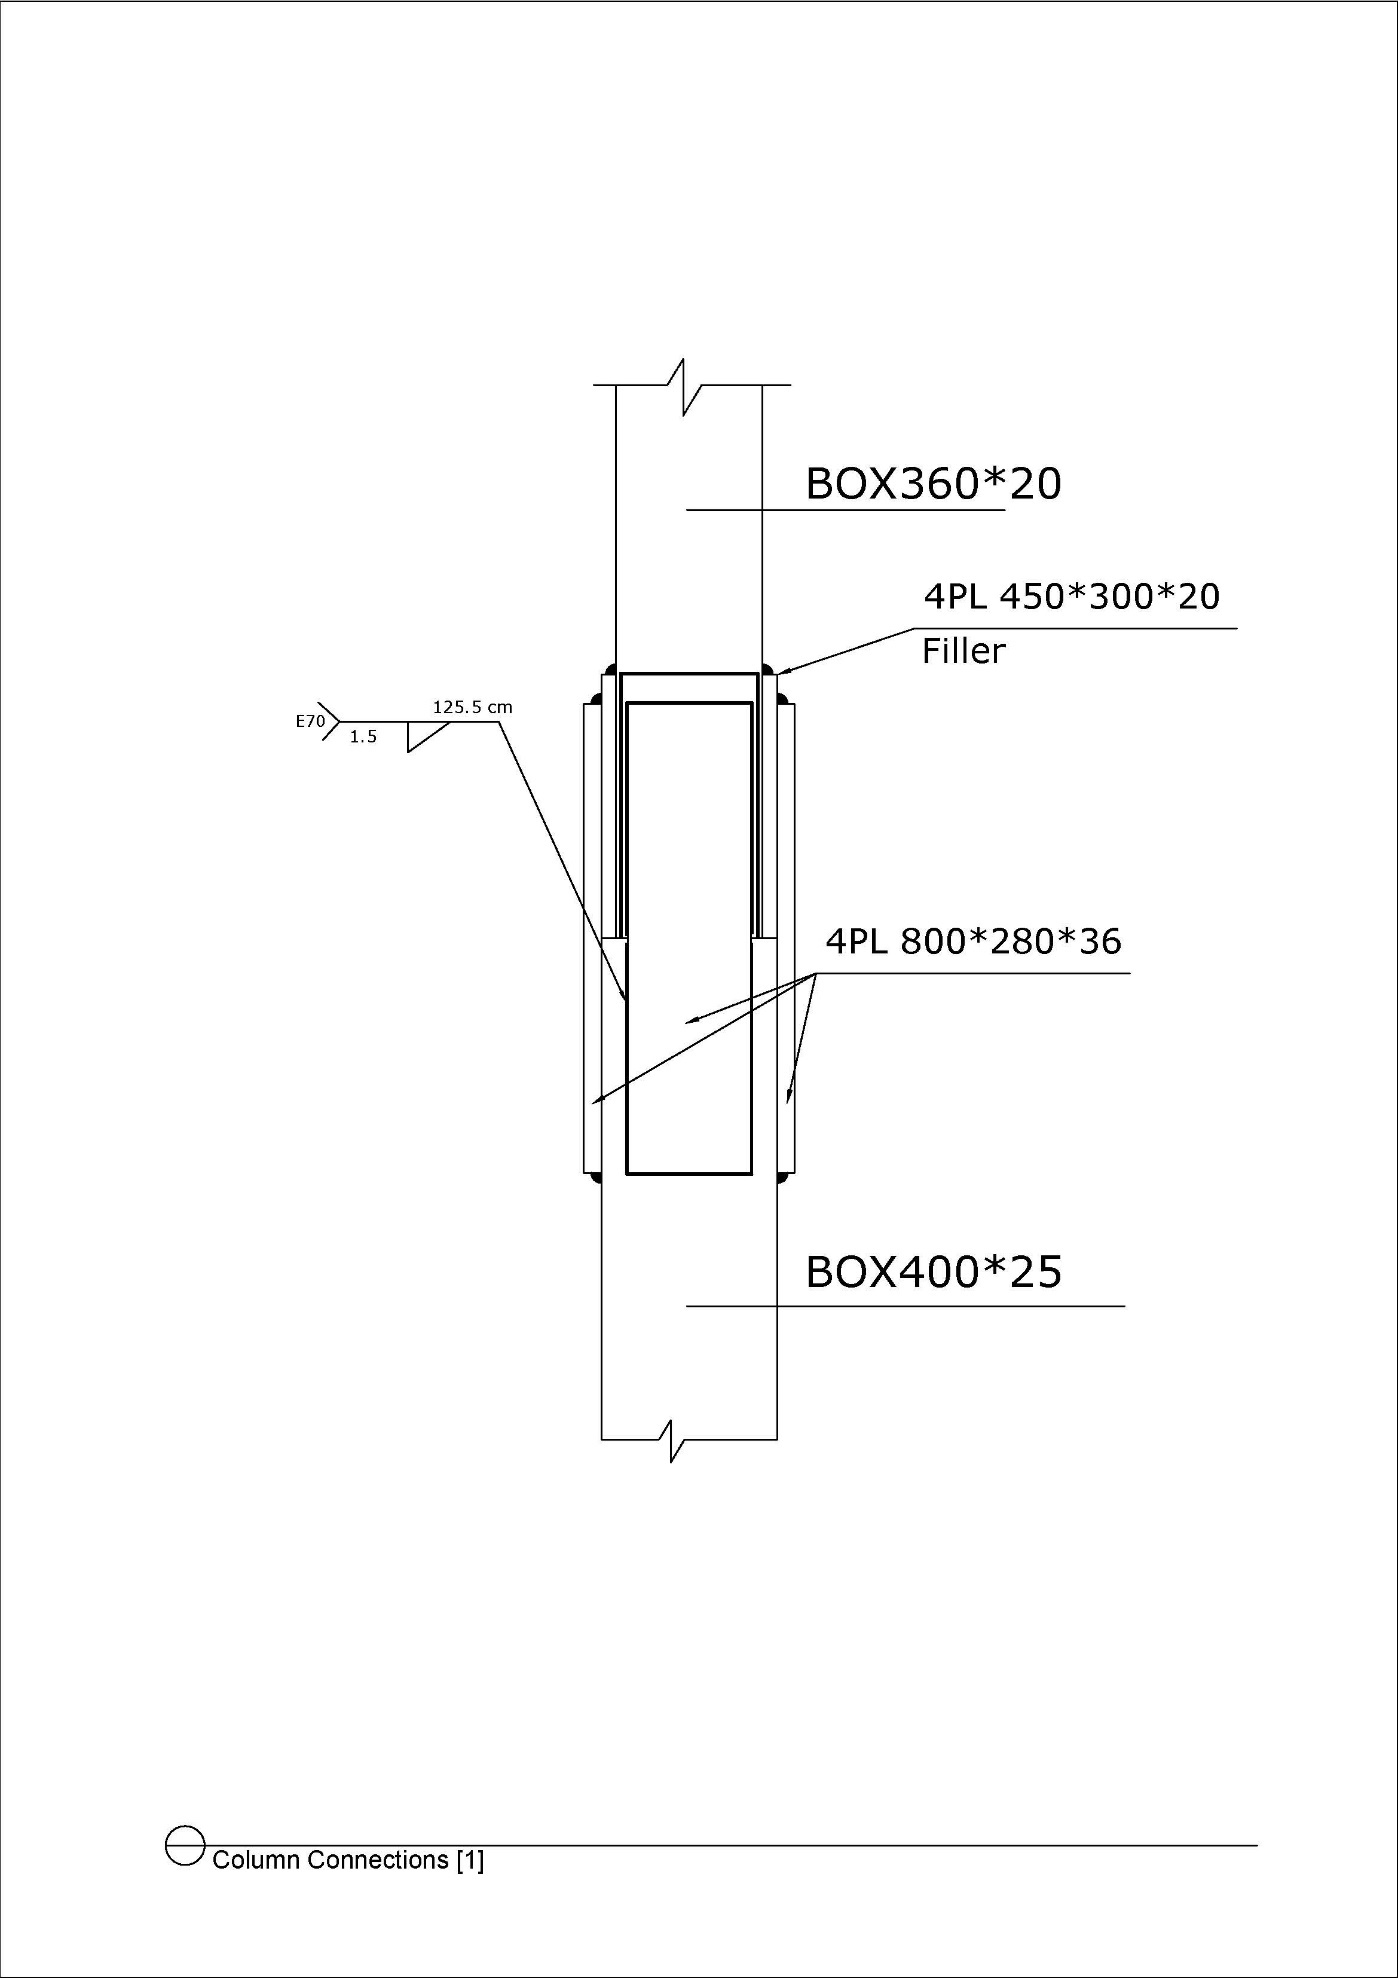 BOX360*20
4PL 450*300*20
Filler
125.5 cm
E70
1.5
4PL 800*280*36
BOX400*25
Column Connections [1]